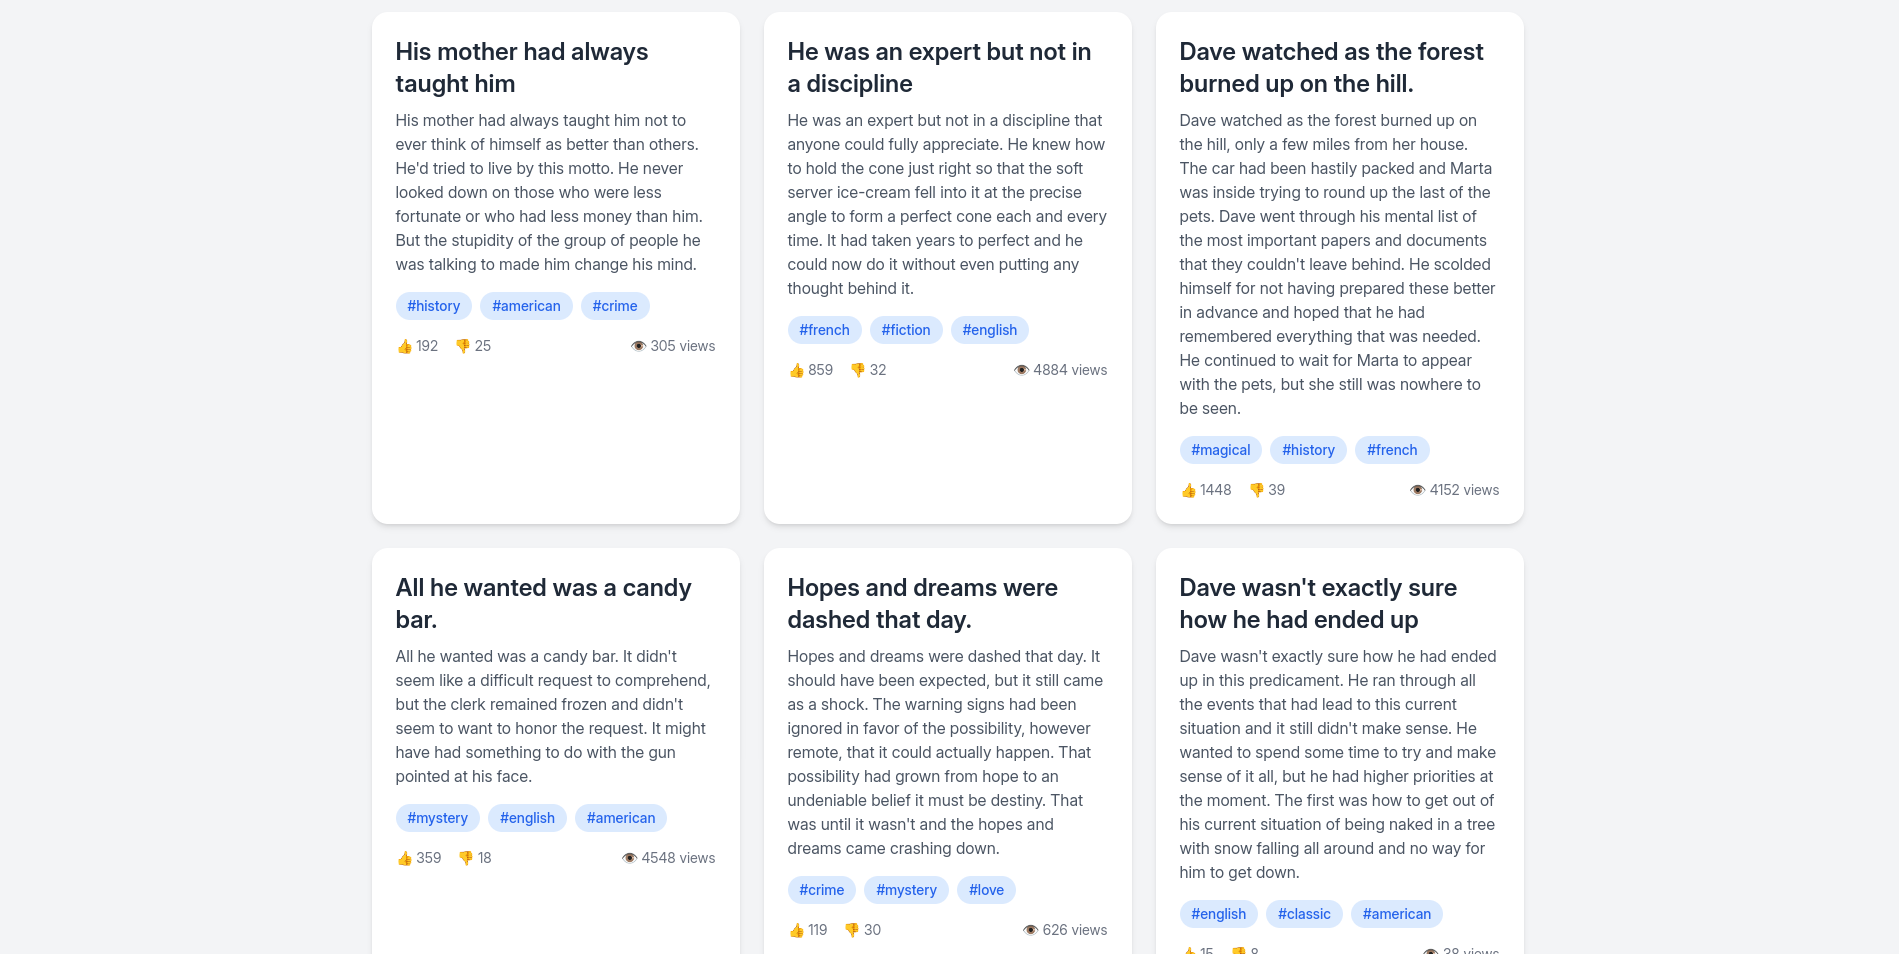 His mother had always
taught him
His mother had always taught him not to
ever think of himself as better than others.
He'd tried to live by this motto. He never
looked down on those who were less
fortunate or who had less money than him.
But the stupidity of the group of people he
was talking to made him change his mind.
#history #american #crime
192 25 305 views
He was an expert but not in
a discipline
He was an expert but not in a discipline that
anyone could fully appreciate. He knew how
to hold the cone just right so that the soft
server ice-cream fell into it at the precise
angle to form a perfect cone each and every
time. It had taken years to perfect and he
could now do it without even putting any
thought behind it.
#french #fiction #english
859 32 4884 views
Dave watched as the forest
burned up on the hill.
Dave watched as the forest burned up on
the hill, only a few miles from her house.
The car had been hastily packed and Marta
was inside trying to round up the last of the
pets. Dave went through his mental list of
the most important papers and documents
that they couldn't leave behind. He scolded
himself for not having prepared these better
in advance and hoped that he had
remembered everything that was needed.
He continued to wait for Marta to appear
with the pets, but she still was nowhere to
be seen.
#magical #history #french
1448 39 4152 views
All he wanted was a candy
bar.
All he wanted was a candy bar. It didn't
seem like a difficult request to comprehend,
but the clerk remained frozen and didn't
seem to want to honor the request. It might
have had something to do with the gun
pointed at his face.
#mystery #english #american
359 18 4548 views
Hopes and dreams were
dashed that day.
Hopes and dreams were dashed that day. It
should have been expected, but it still came
as a shock. The warning signs had been
ignored in favor of the possibility, however
remote, that it could actually happen. That
possibility had grown from hope to an
undeniable belief it must be destiny. That
was until it wasn't and the hopes and
dreams came crashing down.
#crime #mystery #love
119 30 626 views
Dave wasn't exactly sure
how he had ended up
Dave wasn't exactly sure how he had ended
up in this predicament. He ran through all
the events that had lead to this current
situation and it still didn't make sense. He
wanted to spend some time to try and make
sense of it all, but he had higher priorities at
the moment. The first was how to get out of
his current situation of being naked in a tree
with snow falling all around and no way for
him to get down.
#english #classic #american
15 8 38 views